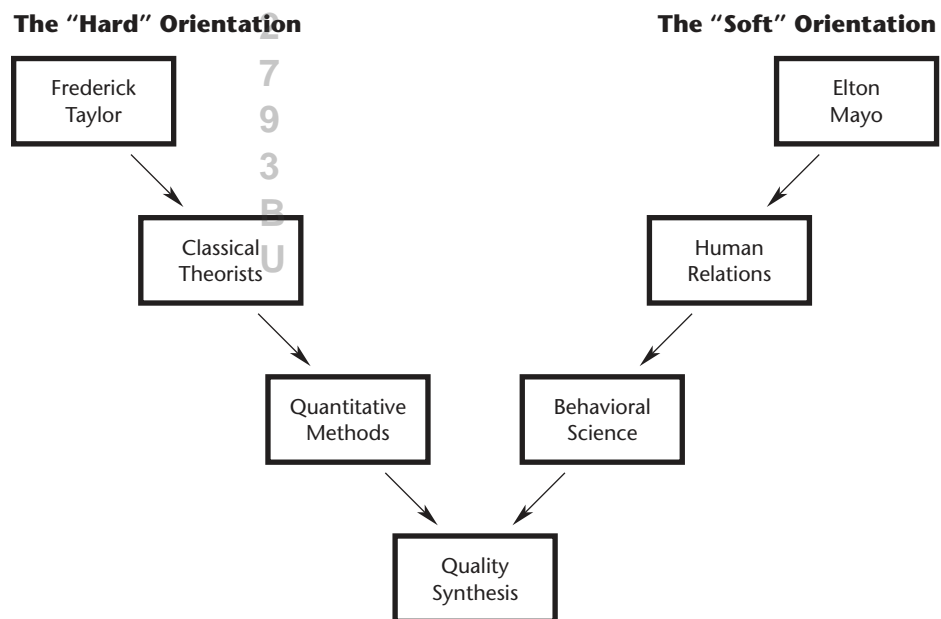 The “Hard” Orientation
The “Soft” Orientation
Frederick
Taylor
Elton
Mayo
Classical
Theorists
Human
Relations
Quantitative
Methods
Behavioral
Science
Quality
Synthesis
2
7
9
3
B
U